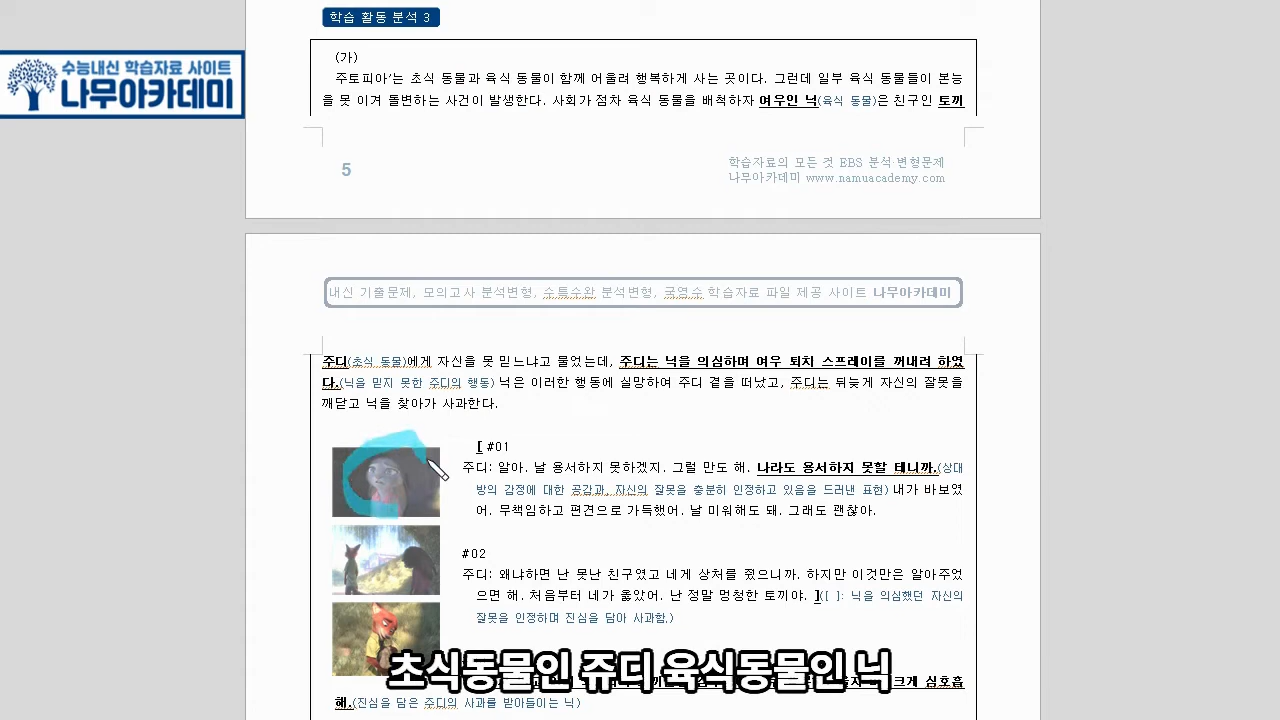 학습 활동 분석 3
수능내신 학습자료 사이트
나무아카데미
(가)
주토피아'는 초식 동물과 육식 동물이 함께 어울려 행복하게 사는 곳이다. 그런데 일부 육식 동물들이 본능
을 못 이겨 돌변하는 사건이 발생한다. 사회가 점차 육식 동물을 배척하자 여우인 닉(육식 동물)은 친구인 토끼
5
학습자료의 모든 것 EBS 분석·변형문제
나무아카데미 www.namuacademy.com
내신 기출문제, 모의고사 분석변형, 수특수완 분석변형, 국영수 학습자료 파일 제공 사이트 나무아카데미
주디(초식 동물)에게 자신을 못 믿느냐고 물었는데, 주디는 닉을 의심하며 여우 퇴치 스프레이를 꺼내려 하였
다.(닉을 믿지 못한 주디의 행동) 닉은 이러한 행동에 실망하여 주디 곁을 떠났고, 주디는 뒤늦게 자신의 잘못을
깨닫고 닉을 찾아가 사과한다.
[ #01
주디: 알아. 날 용서하지 못하겠지. 그럴 만도 해. 나라도 용서하지 못할 테니까.(상대
방의 감정에 대한 공감과, 자신의 잘못을 충분히 인정하고 있음을 드러낸 표현) 내가 바보였
어. 무책임하고 편견으로 가득했어. 날 미워해도 돼. 그래도 괜찮아.
#02
주디: 왜냐하면 난 못난 친구였고 네게 상처를 줬으니까. 하지만 이것만은 알아주었
으면 해. 처음부터 네가 옳았어. 난 정말 멍청한 토끼야. ]([ ]: 닉을 의심했던 자신의
잘못을 인정하며 진심을 담아 사과함.)
초식동물인 쥬디 육식동물인 닉
크게 심호흡
해.(진심을 담은 주디의 사과를 받아들이는 닉)